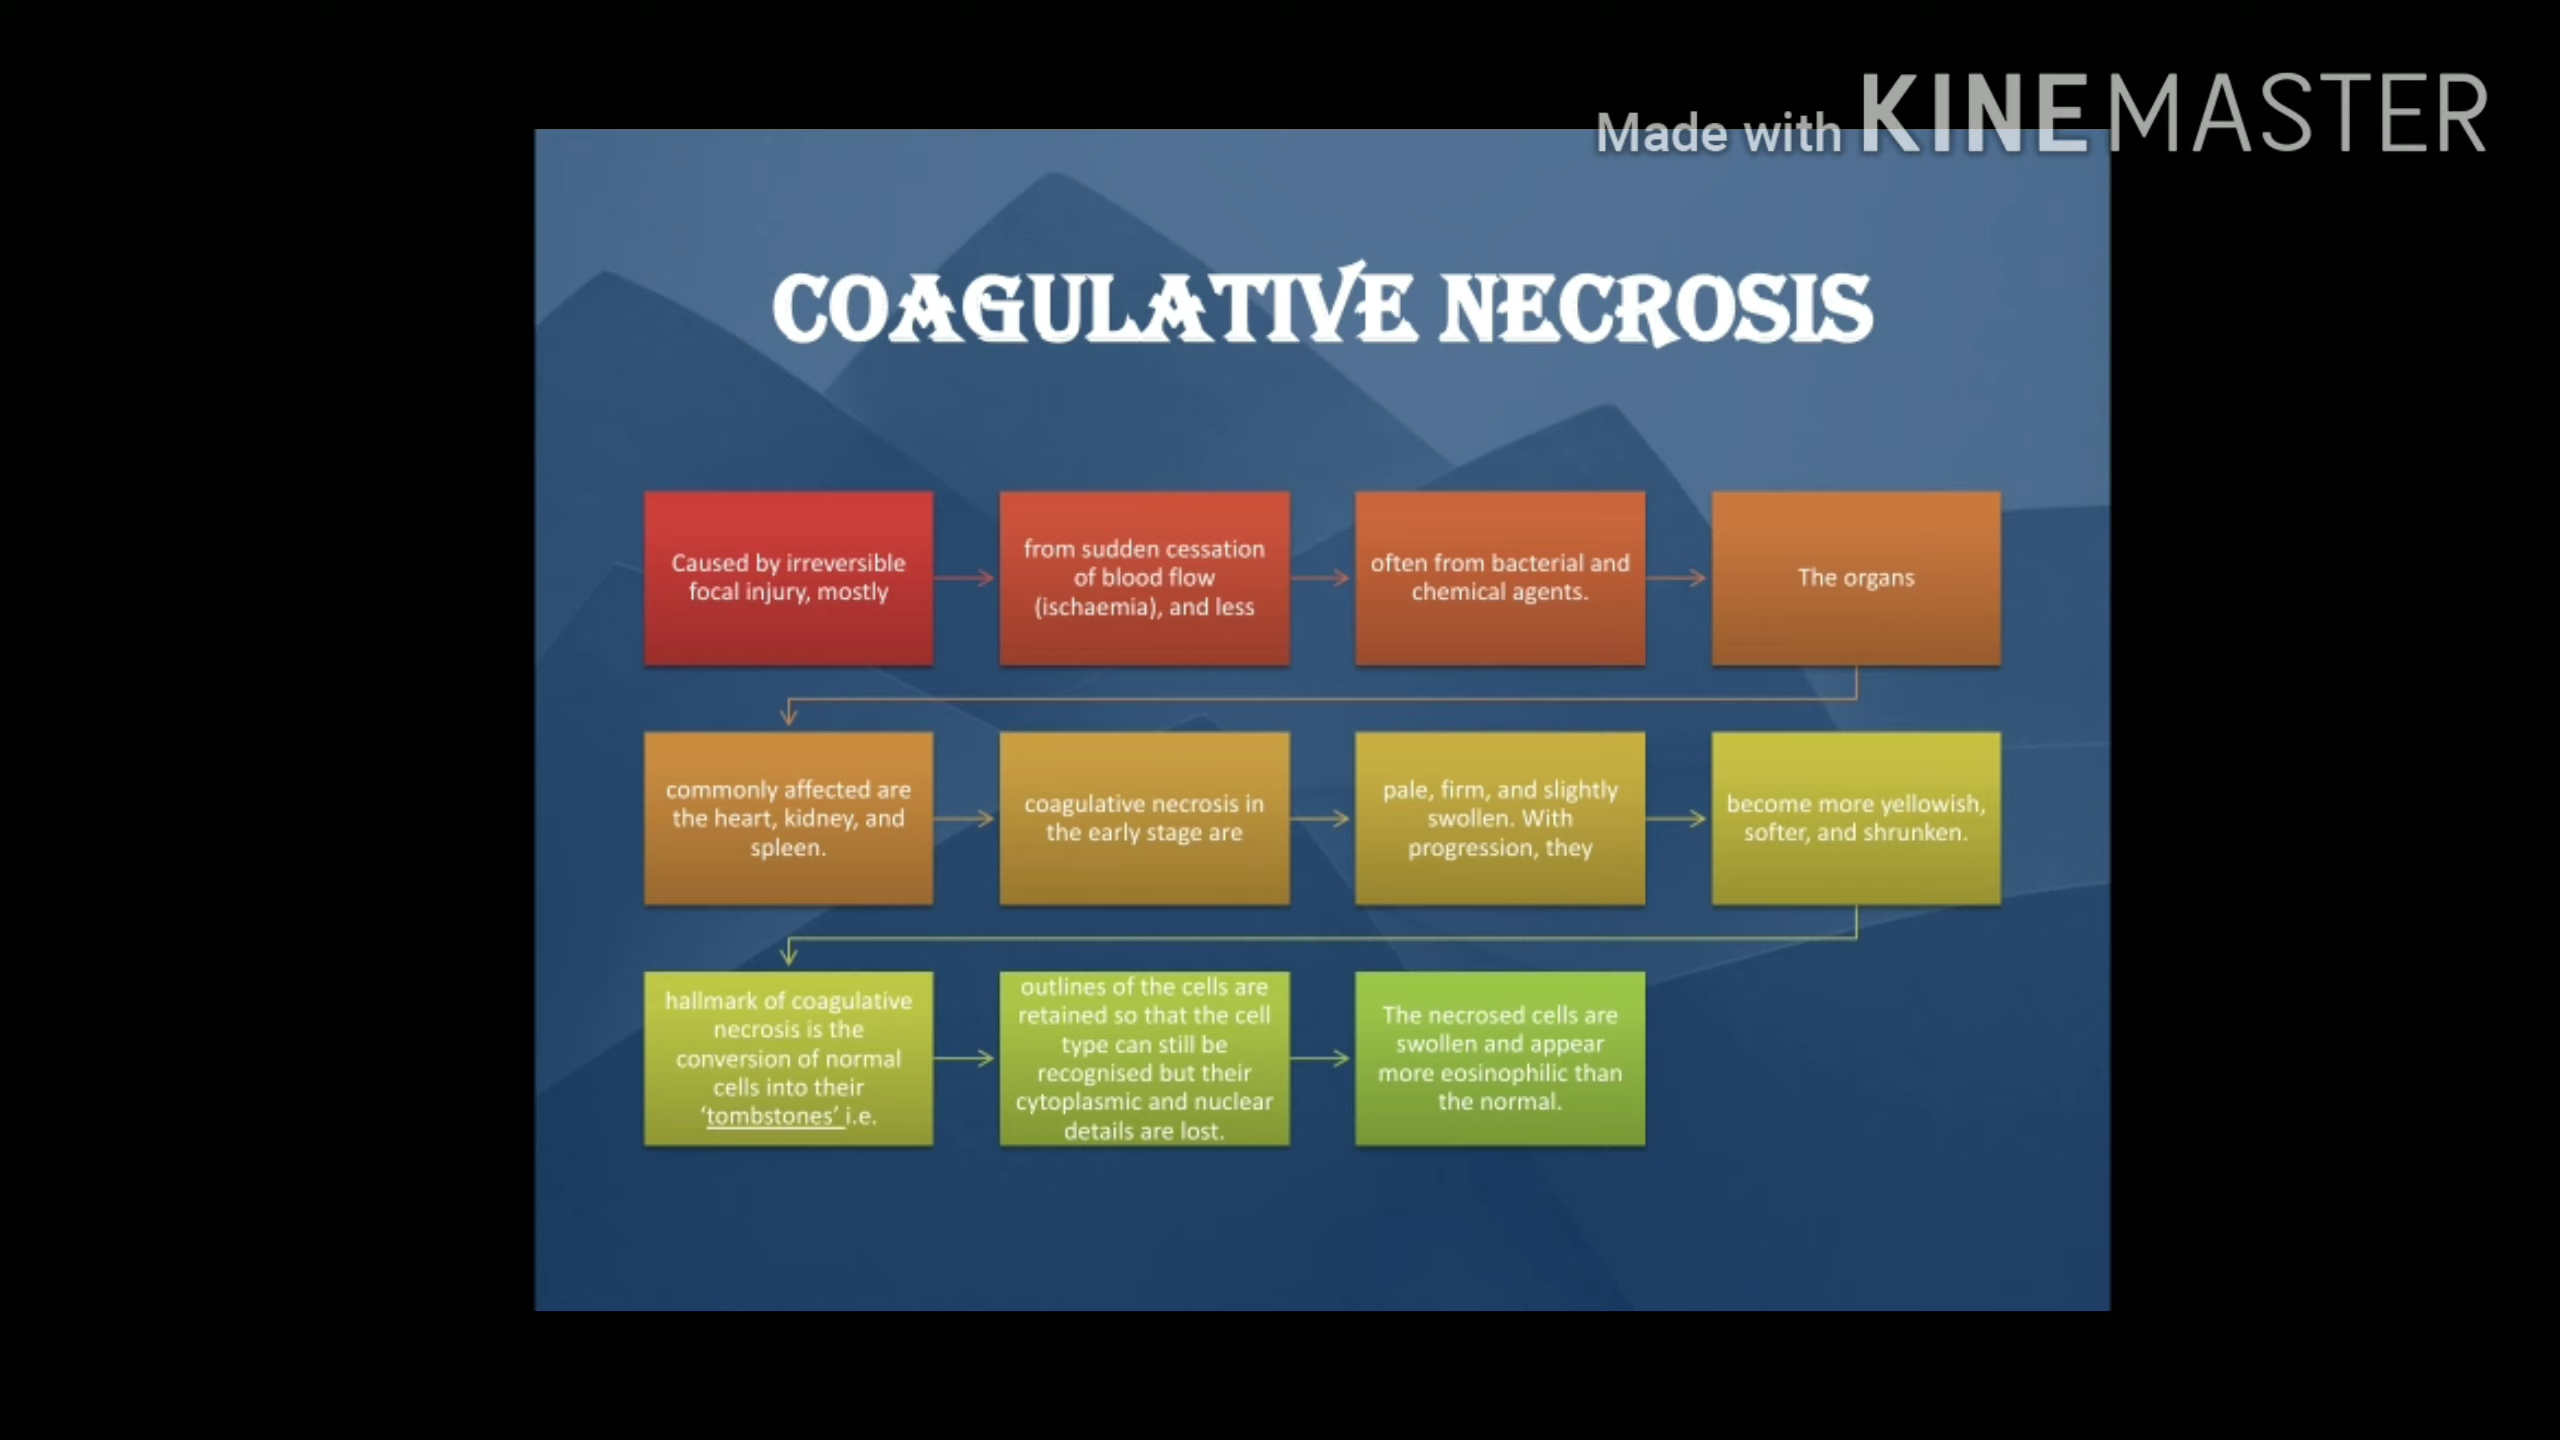 Made with KINEMASTER
COAGULATIVE NECROSIS
Caused by irreversible
focal injury, mostly
from sudden cessation
of blood flow
(ischaemia), and less
often from bacterial and
chemical agents.
The organs
commonly affected are
the heart, kidney, and
spleen.
coagulative necrosis in
the early stage are
pale, firm, and slightly
swollen. With
progression, they
become more yellowish,
softer, and shrunken.
hallmark of coagulative
necrosis is the
conversion of normal
cells into their
‘tombstones’ i.e.
outlines of the cells are
retained so that the cell
type can still be
recognised but their
cytoplasmic and nuclear
details are lost.
The necrosed cells are
swollen and appear
more eosinophilic than
the normal.